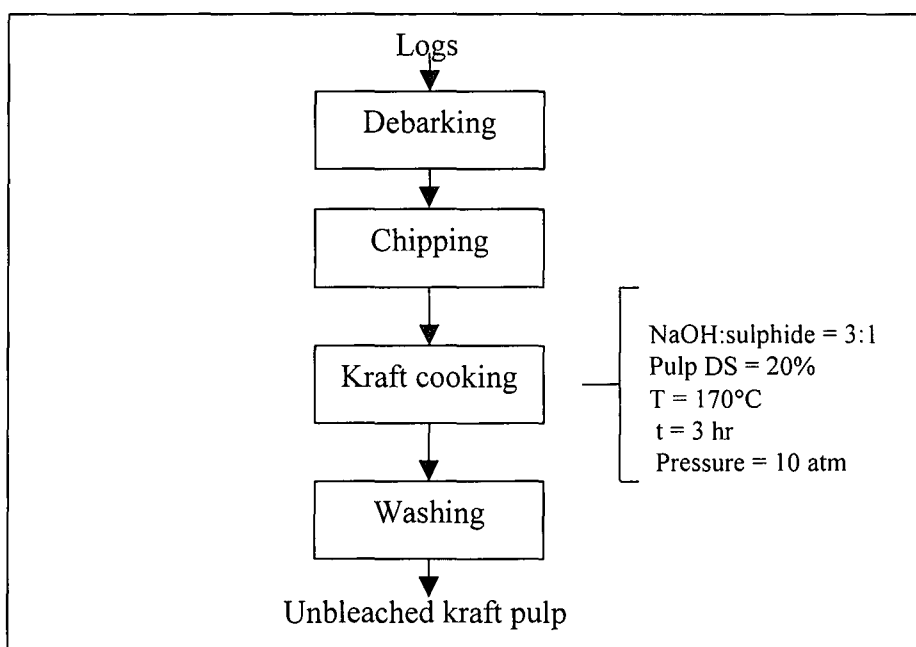 Logs
Debarking
Chipping
Kraft cooking
NaOH:sulphide = 3:1
Pulp DS = 20%
T = 170°C
t = 3 hr
Pressure = 10 atm
Washing
Unbleached kraft pulp